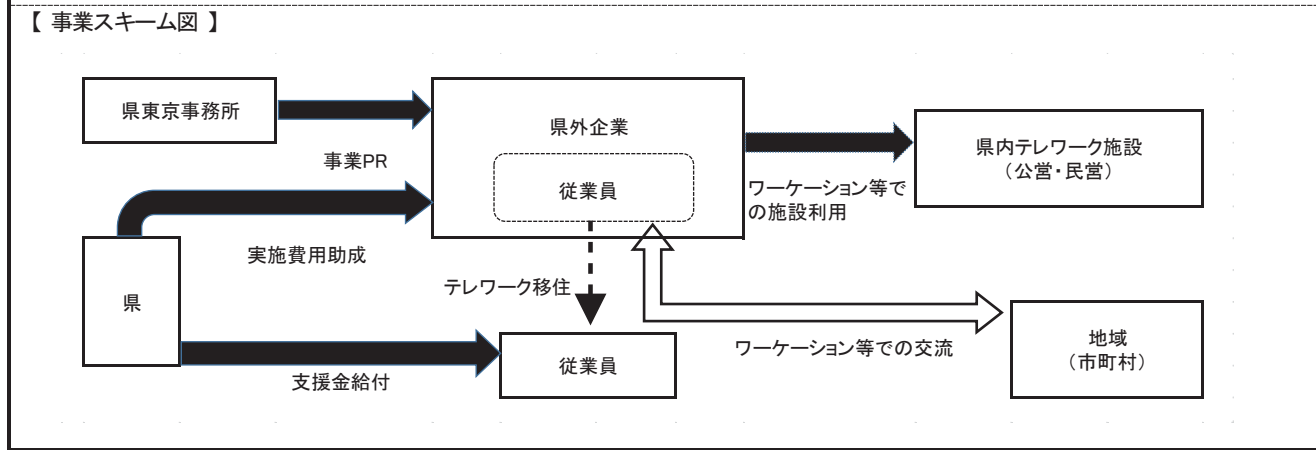 【 事業スキーム図 】
県東京事務所
事業PR
県外企業
従業員
ワーケーション等で
の施設利用
県内テレワーク施設
（公営・民営）
実施費用助成
県
テレワーク移住
支援金給付
従業員
ワーケーション等での交流
地域
（市町村）